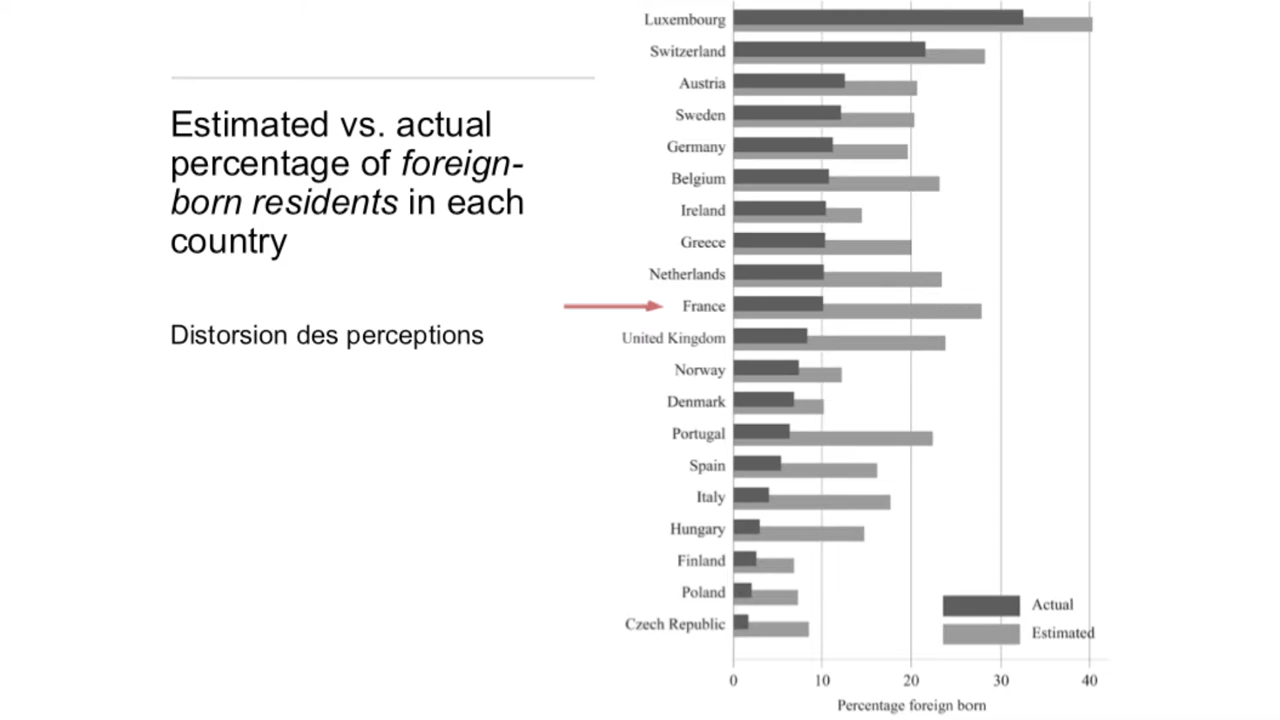 Estimated vs. actual
percentage of foreign-
born residents in each
country
Distorsion des perceptions
Luxembourg
Switzerland
Austria
Sweden
Germany
Belgium
Ireland
Greece
Netherlands
France
United Kingdom
Norway
Denmark
Portugal
Spain
Italy
Hungary
Finland
Poland
Czech Republic
Actual
Estimated
0 10 20 30 40
Percentage foreign born